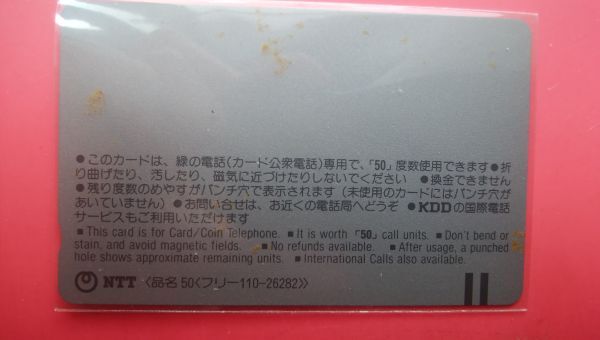 ●このカードは、緑の電話(カード公衆電話)専用で、「50」度数使用できます●折
り曲げたり、汚したり、磁気に近づけたりしないでください ●換金できません
●残り度数のめやすがパンチ穴で表示されます(未使用のカードにはパンチ穴
があいていません)●お問い合せは、お近くの電話局へどうぞ ●KDDの国際電話
サービスもご利用いただけます
■This card is for Card/Coin Telephone. ■It is worth 「50」 call units. ■Don't bend or
stain, and avoid magnetic fields. ■No refunds available. ■After usage, a punched
hole shows approximate remaining units. ■International Calls also available.
NTT 〈品名 50〈フリー110-26282〉〉